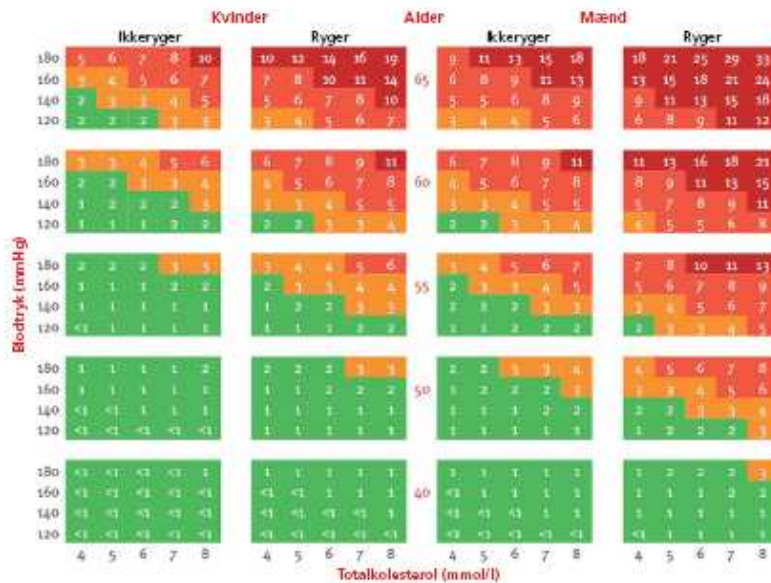 Kvinder Alder Mænd
Ikkeryger Ryger Ikkeryger Ryger
180 5 6 7 8 10 10 12 14 16 19 9 11 13 15 18 18 21 25 29 33
160 3 4 5 6 7 7 8 10 11 14 6 8 9 11 13 13 15 18 21 24
65
140 2 3 3 4 5 5 6 7 8 10 5 5 6 8 9 9 11 13 15 18
120 2 2 2 3 3 3 4 5 6 7 3 4 4 5 6 6 8 9 11 12
180 3 3 4 5 6 6 7 8 9 11 6 7 8 9 11 11 13 16 18 21
160 2 2 3 3 4 4 5 6 7 8 4 5 6 7 8 8 9 11 13 15
60
140 1 2 2 2 3 3 3 4 5 5 3 3 4 5 5 5 7 8 9 11
120 1 1 1 2 2 2 2 3 3 4 2 2 3 3 4 4 5 5 6 8
180 2 2 2 3 3 3 4 4 5 6 3 4 5 6 7 7 8 10 11 13
160 1 1 1 2 2 2 3 3 4 4 2 3 3 4 5 5 6 7 8 9
55
140 1 1 1 1 1 1 2 2 3 3 2 2 2 3 3 3 4 5 6 7
120 <1 1 1 1 1 1 1 1 2 2 1 1 2 2 2 2 3 3 4 5
180 1 1 1 1 2 2 2 2 3 3 2 2 3 3 4 4 5 6 7 8
160 1 1 1 1 1 1 2 2 2 2 1 2 2 2 3 3 3 4 5 6
50
140 <1 <1 1 1 1 1 1 1 1 1 1 1 1 2 2 2 2 3 3 4
120 <1 <1 <1 <1 <1 1 1 1 1 1 1 1 1 1 1 1 2 2 2 3
180 <1 <1 <1 <1 1 1 1 1 1 1 1 1 1 1 1 1 2 2 2 3
160 <1 <1 <1 <1 <1 <1 <1 1 1 1 <1 1 1 1 1 1 1 1 2 2
40
140 <1 <1 <1 <1 <1 <1 <1 <1 <1 1 <1 <1 <1 1 1 1 1 1 1 1
120 <1 <1 <1 <1 <1 <1 <1 <1 <1 <1 <1 <1 <1 <1 1 <1 1 1 1 1
4 5 6 7 8 4 5 6 7 8 4 5 6 7 8 4 5 6 7 8
Totalkolesterol (mmol/l)
Blodtryk (mmHg)